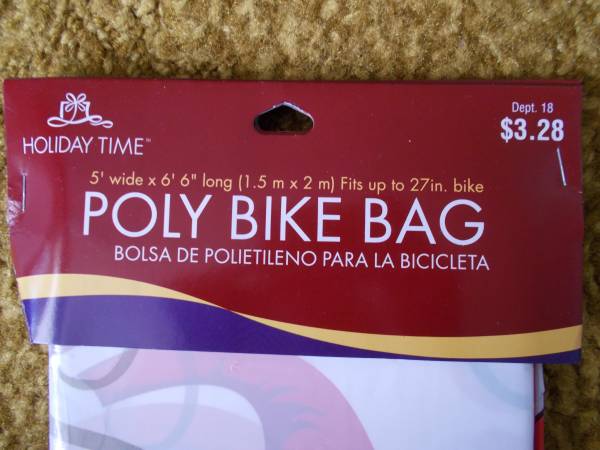 HOLIDAY TIME™
Dept. 18
$3.28
5' wide x 6' 6" long (1.5 m x 2 m) Fits up to 27in. bike
POLY BIKE BAG
BOLSA DE POLIETILENO PARA LA BICICLETA